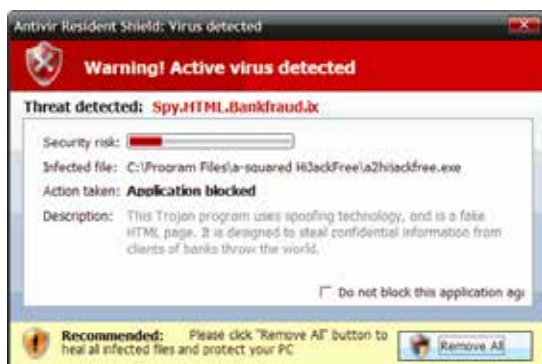 Antivir Resident Shield: Virus detected
Warning! Active virus detected
Threat detected: Spy.HTML.Bankfraud.ix
Security risk:
Infected file: C:\Program Files\a-squared HiJackFree\a2hijackfree.exe
Action taken: Application blocked
Description: This Trojan program uses spoofing technology, and is a fake
HTML page. It is designed to steal confidential information from
clients of banks throw the world.
Do not block this application aga
Recommended: Please click "Remove All" button to
heal all infected files and protect your PC
Remove All